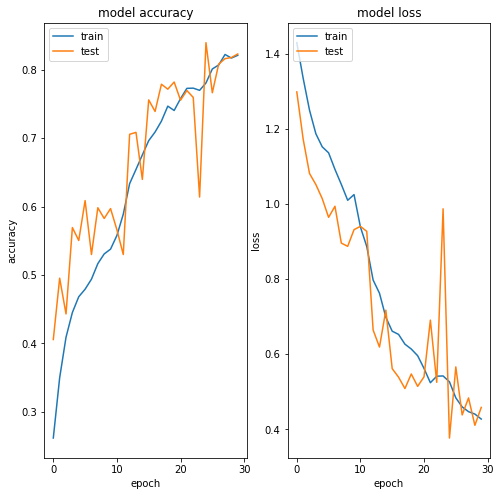 model accuracy
train
test
0.8
0.7
0.6
0.5
0.4
0.3
accuracy
0
10
20
30
epoch
model loss
train
test
1.4
1.2
1.0
0.8
0.6
0.4
loss
0
10
20
30
epoch